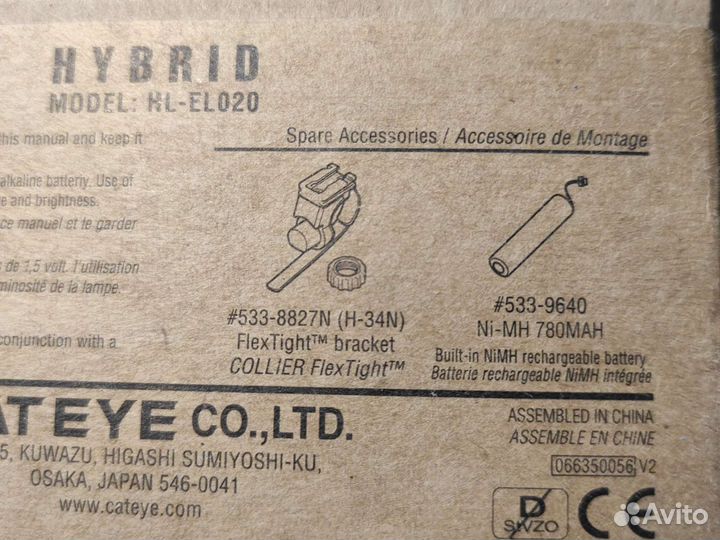 HYBRID
MODEL: HL-EL020
this manual and keep it
alkaline battery. Use of
e and brightness.
ce manuel et le garder
s de 1,5 volt. l'utilisation
minosité de la lampe.
conjunction with a
Spare Accessories / Accessoire de Montage
#533-8827N (H-34N)
FlexTight™ bracket
COLLIER FlexTight™
#533-9640
Ni-MH 780MAH
Built-in NiMH rechargeable battery
Batterie rechargeable NiMH intégrée
ATEYE CO.,LTD.
5, KUWAZU, HIGASHI SUMIYOSHI-KU,
OSAKA, JAPAN 546-0041
www.cateye.com
ASSEMBLED IN CHINA
ASSEMBLE EN CHINE
066350056 V2
D
StVZO
CE
Avito